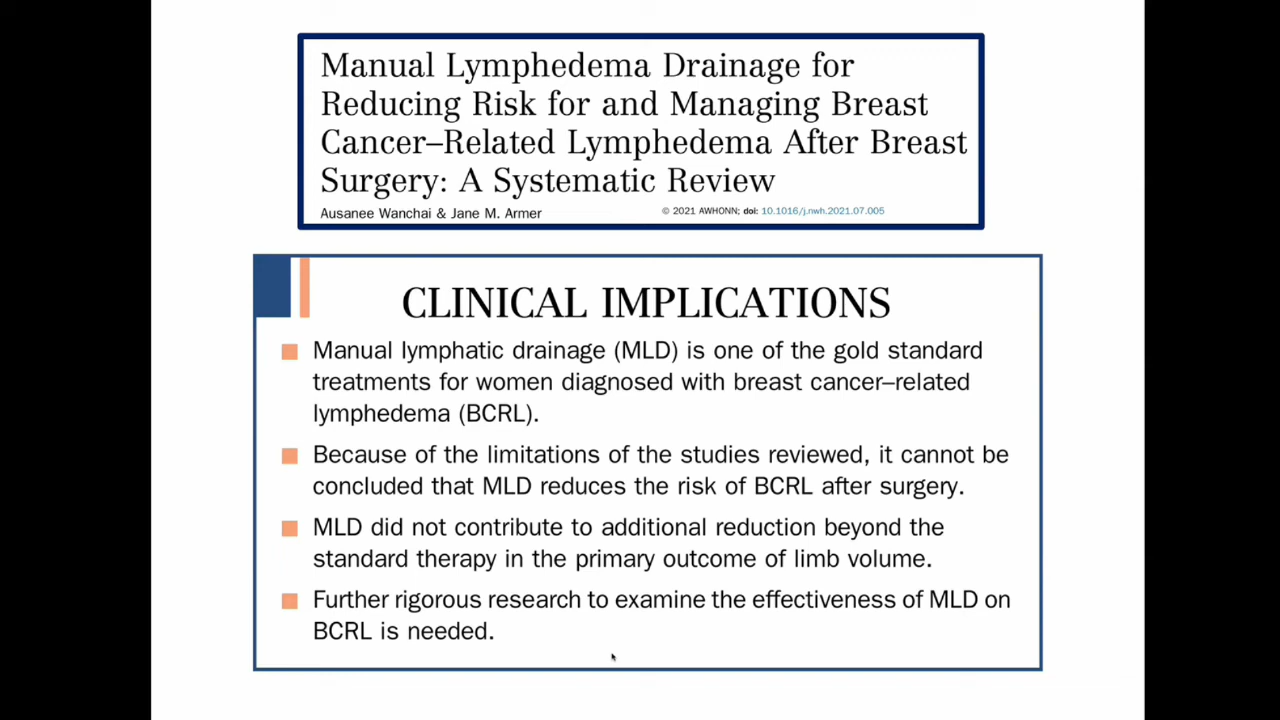 Manual Lymphedema Drainage for
Reducing Risk for and Managing Breast
Cancer–Related Lymphedema After Breast
Surgery: A Systematic Review
Ausanee Wanchai & Jane M. Armer
© 2021 AWHONN; doi: 10.1016/j.nwh.2021.07.005
CLINICAL IMPLICATIONS
Manual lymphatic drainage (MLD) is one of the gold standard
treatments for women diagnosed with breast cancer–related
lymphedema (BCRL).
Because of the limitations of the studies reviewed, it cannot be
concluded that MLD reduces the risk of BCRL after surgery.
MLD did not contribute to additional reduction beyond the
standard therapy in the primary outcome of limb volume.
Further rigorous research to examine the effectiveness of MLD on
BCRL is needed.